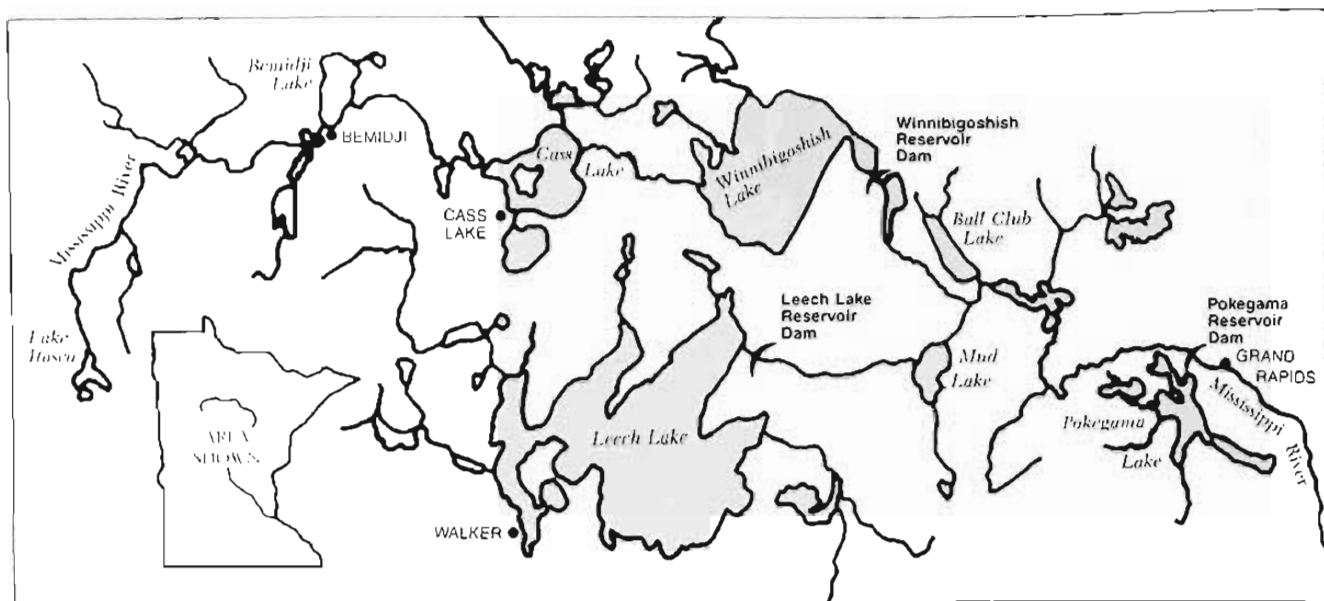 Bemidji
Lake
BEMIDJI
Mississippi River
Lake
Itasca
AREA
SHOWN
Cass
Lake
CASS
LAKE
Winnibigoshish
Lake
Winnibigoshish
Reservoir
Dam
Ball Club
Lake
Leech Lake
Reservoir
Dam
Mud
Lake
Leech Lake
WALKER
Pokegama
Reservoir
Dam
GRAND
RAPIDS
Mississippi
River
Pokegama
Lake